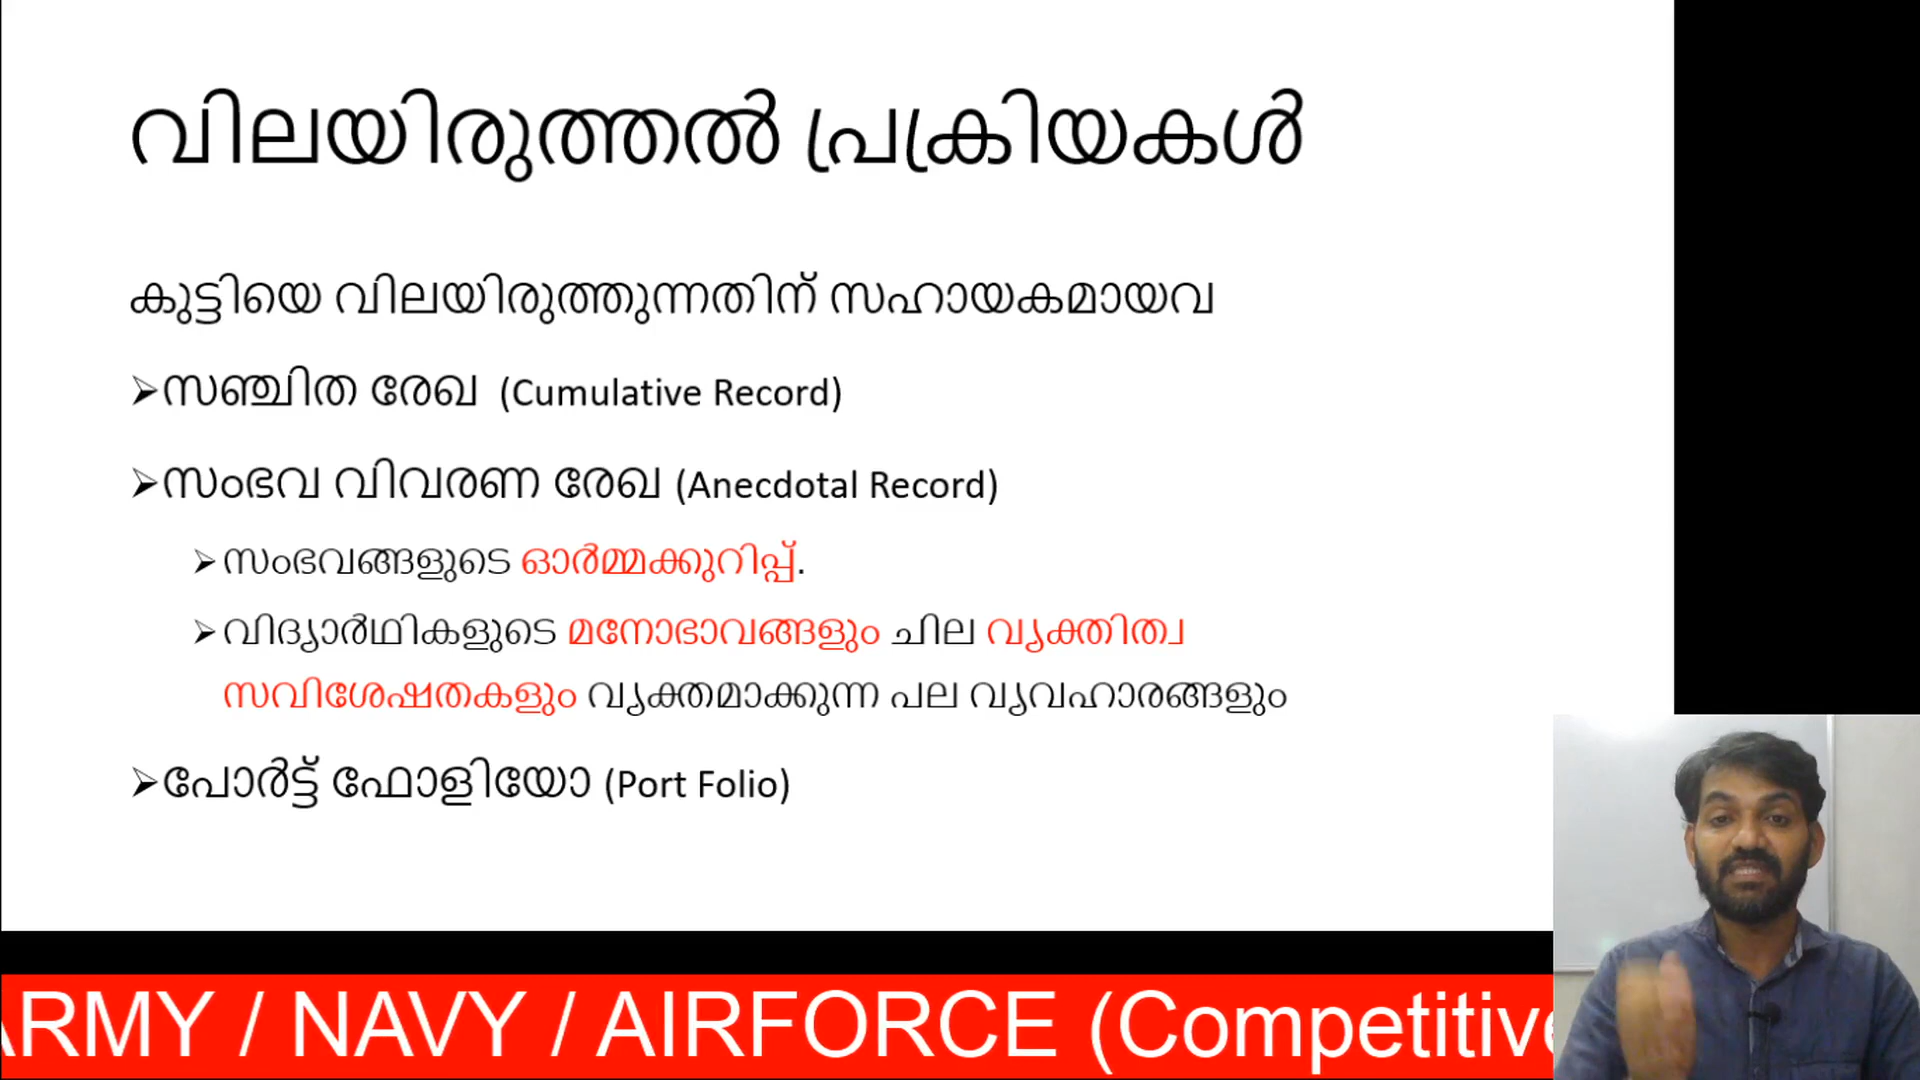 വിലയിരുത്തൽ പ്രക്രിയകൾ
കുട്ടിയെ വിലയിരുത്തുന്നതിന് സഹായകമായവ
➢സഞ്ചിത രേഖ (Cumulative Record)
➢സംഭവ വിവരണ രേഖ (Anecdotal Record)
➢സംഭവങ്ങളുടെ ഓർമ്മക്കുറിപ്പ്.
➢വിദ്യാർഥികളുടെ മനോഭാവങ്ങളും ചില വ്യക്തിത്വ
സവിശേഷതകളും വ്യക്തമാക്കുന്ന പല വ്യവഹാരങ്ങളും
➢പോർട്ട് ഫോളിയോ (Port Folio)
ARMY / NAVY / AIRFORCE (Competitive